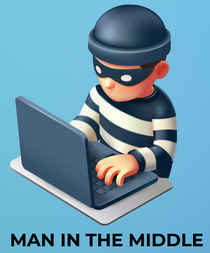 MAN IN THE MIDDLE